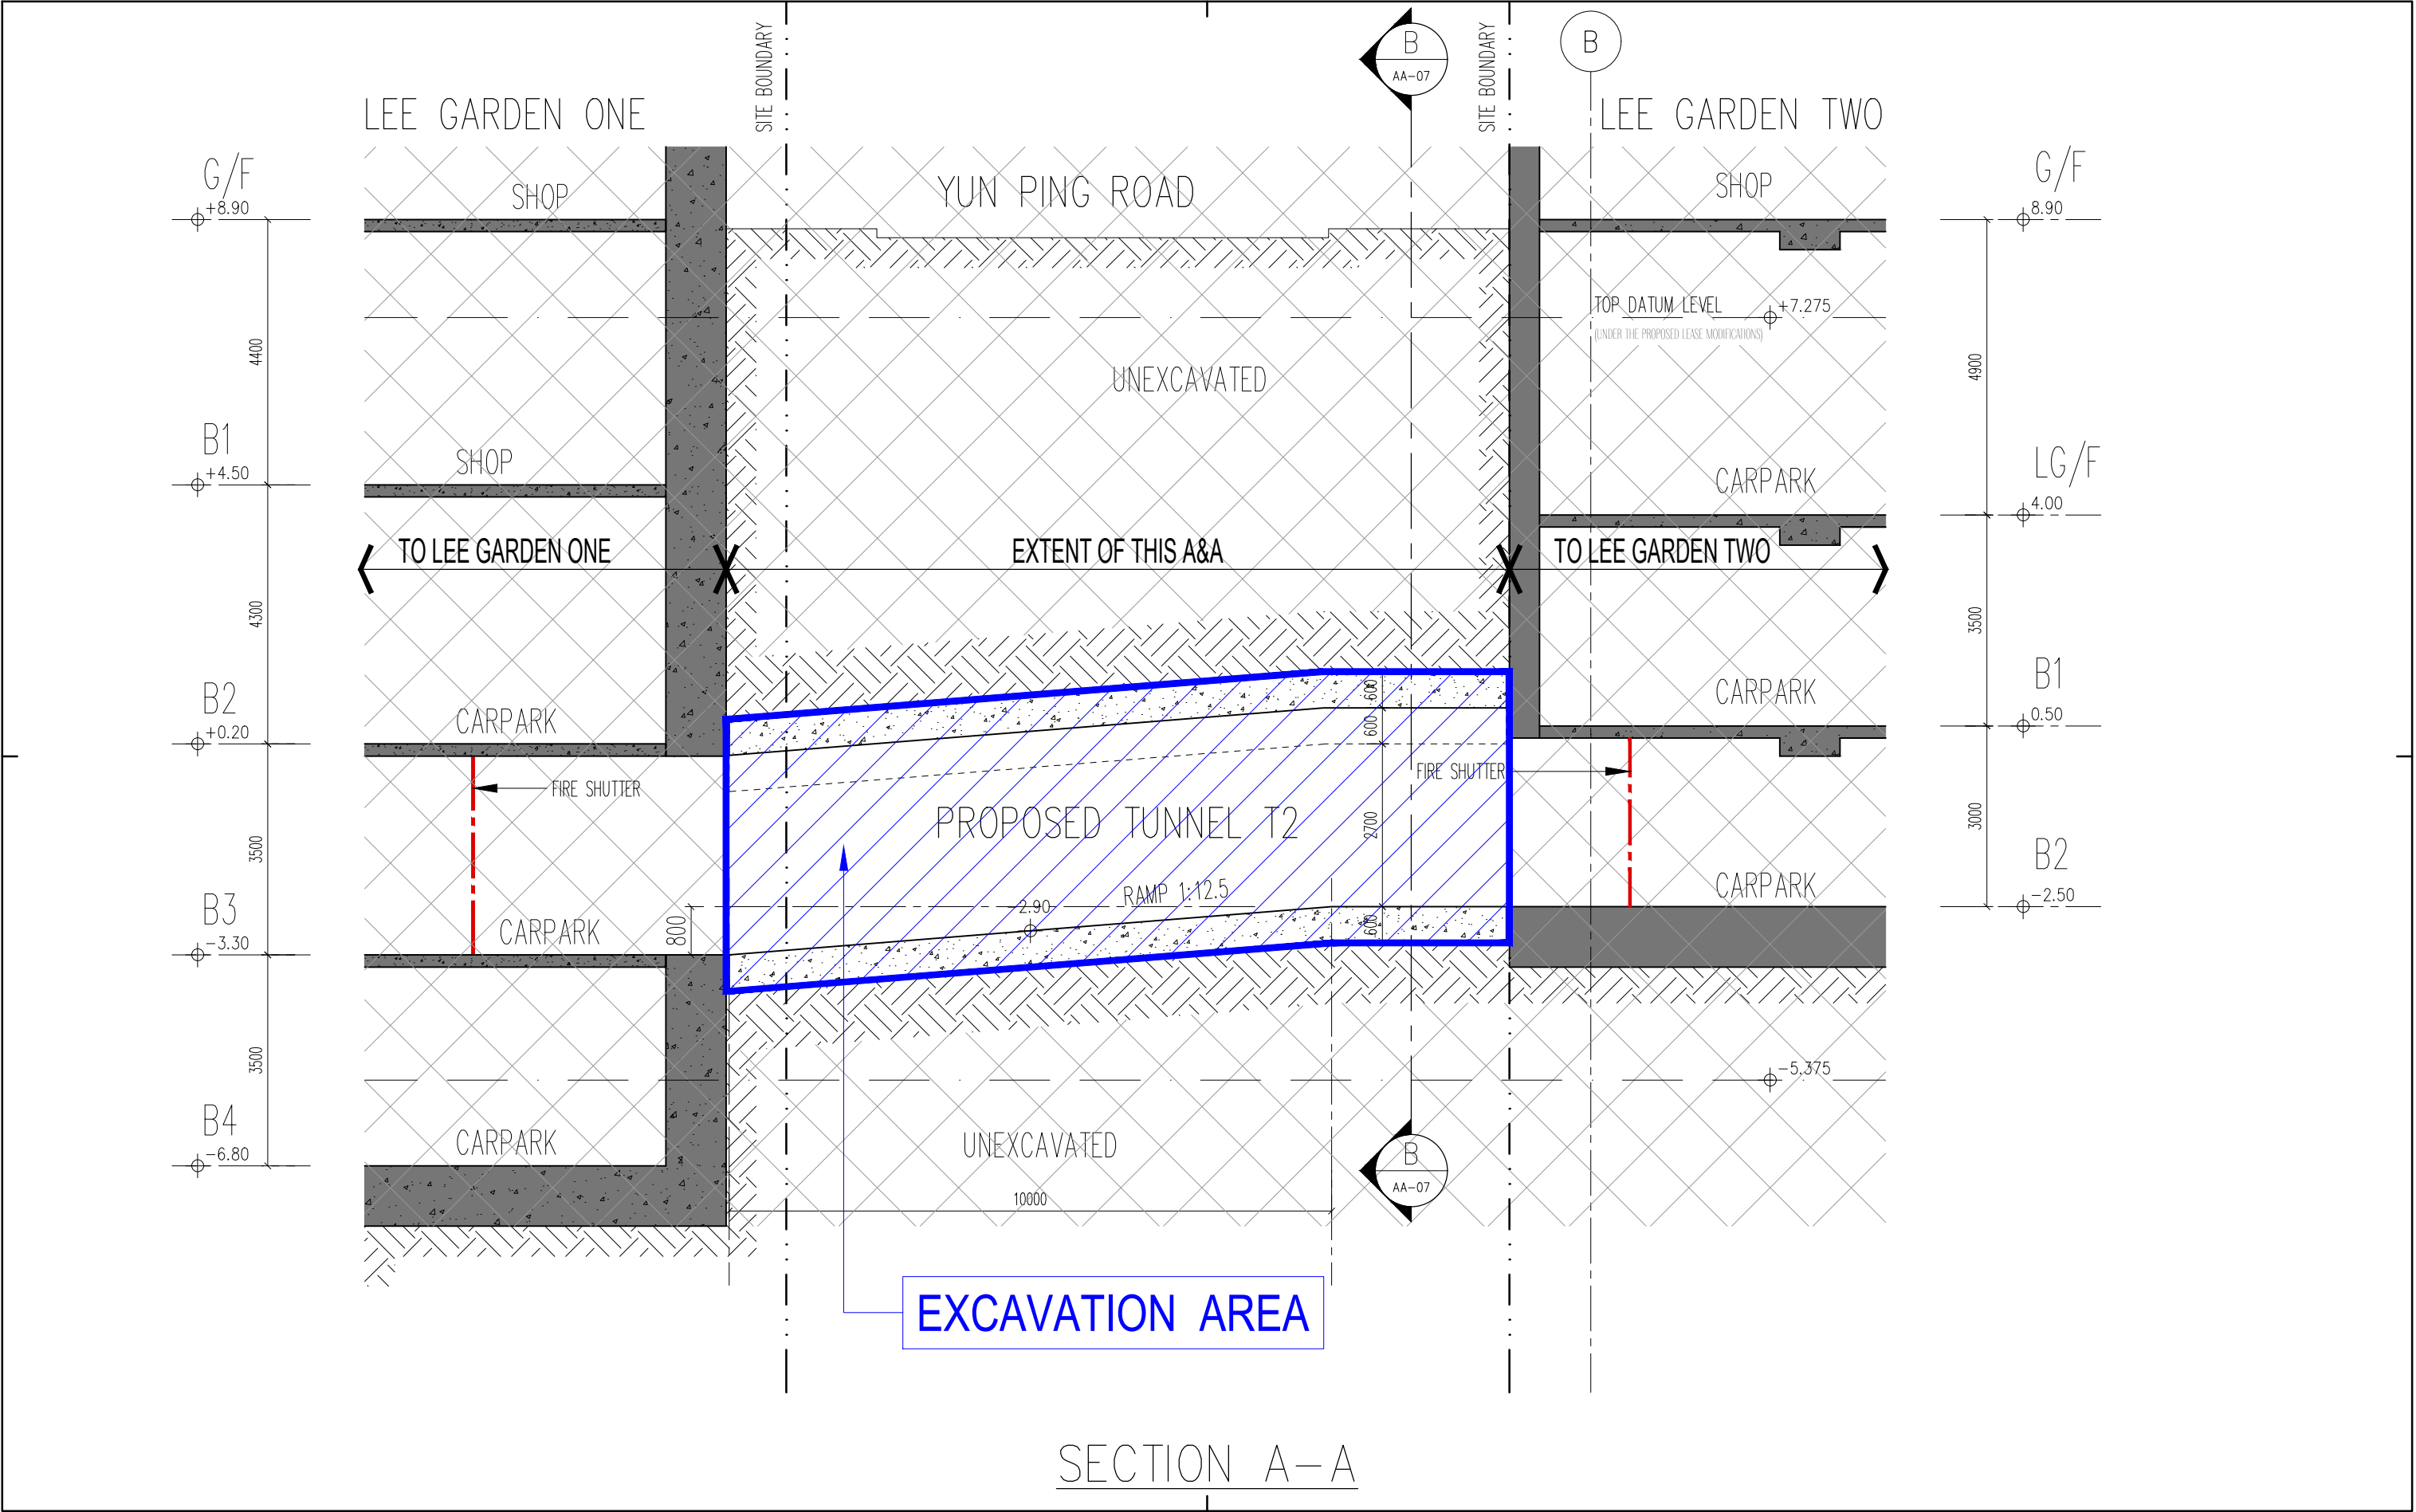 SITE BOUNDARY
B
AA-07
SITE BOUNDARY
B
LEE GARDEN ONE
LEE GARDEN TWO
G/F
+8.90
SHOP
YUN PING ROAD
SHOP
G/F
8.90
TOP DATUM LEVEL
+7.275
(UNDER THE PROPOSED LEASE MODIFICATIONS)
4400
4900
UNEXCAVATED
B1
+4.50
SHOP
CARPARK
LG/F
4.00
TO LEE GARDEN ONE
EXTENT OF THIS A&A
TO LEE GARDEN TWO
4300
3500
B2
+0.20
CARPARK
600
600
CARPARK
B1
0.50
FIRE SHUTTER
FIRE SHUTTER
PROPOSED TUNNEL T2
2700
3500
3000
B2
-2.50
RAMP 1:12.5
-2.90
CARPARK
B3
-3.30
CARPARK
800
600
3500
-5.375
B4
-6.80
CARPARK
UNEXCAVATED
B
AA-07
10000
EXCAVATION AREA
SECTION A-A